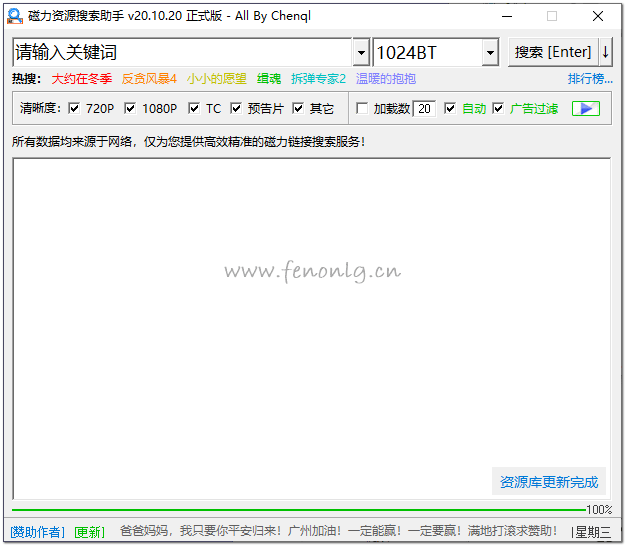 磁力资源搜索助手 v20.10.20 正式版 - All By Chenql
请输入关键词 1024BT 搜索 [Enter] ↓
热搜： 大约在冬季 反贪风暴4 小小的愿望 缉魂 拆弹专家2 温暖的抱抱 排行榜...
清晰度： 720P 1080P TC 预告片 其它 加载数 20 自动 广告过滤
所有数据均来源于网络，仅为您提供高效精准的磁力链接搜索服务！
www.fenonlg.cn
资源库更新完成
100%
[赞助作者] [更新] 爸爸妈妈，我只要你平安归来！广州加油！一定能赢！一定要赢！满地打滚求赞助！ |星期三